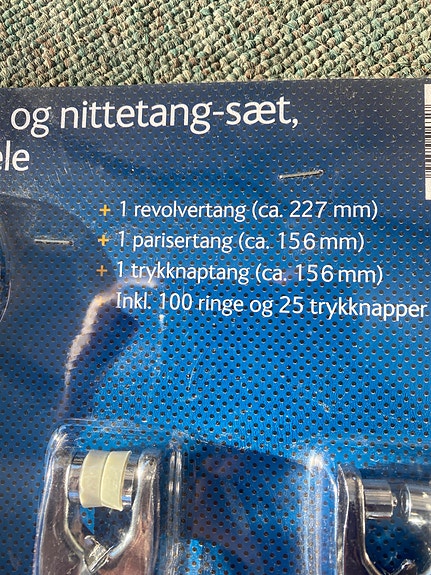 og nittetang-sæt,
ele
+ 1 revolvertang (ca. 227 mm)
+ 1 parisertang (ca. 156 mm)
+ 1 trykknaptang (ca. 156 mm)
+ Inkl. 100 ringe og 25 trykknapper